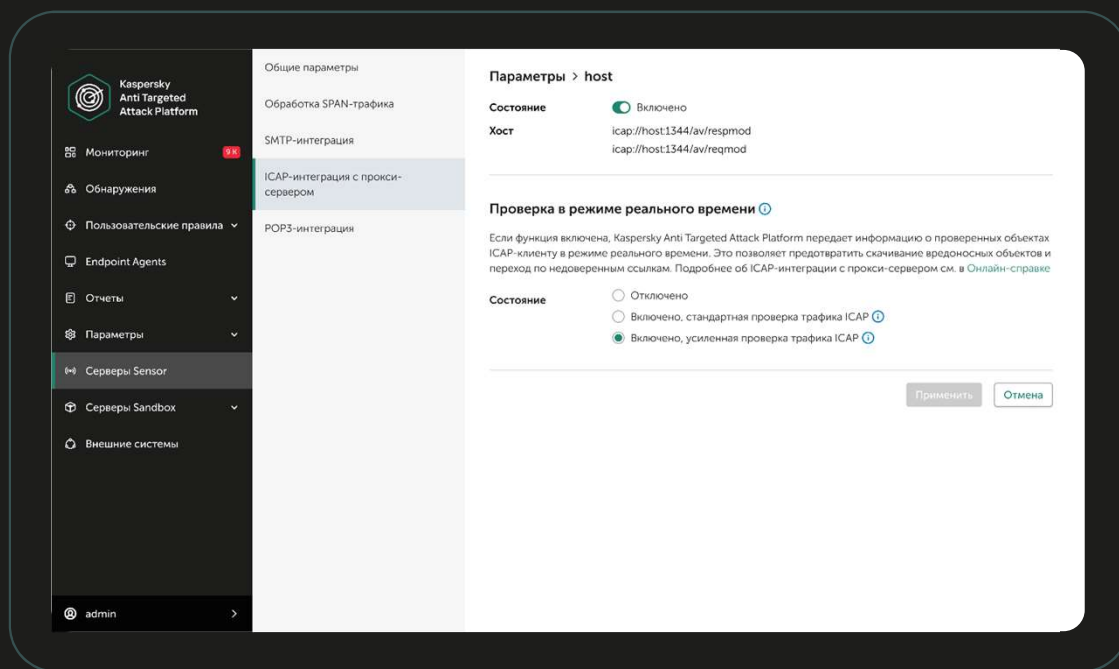 Kaspersky
Anti Targeted
Attack Platform
Мониторинг
9 K
Обнаружения
Пользовательские правила
Endpoint Agents
Отчеты
Параметры
Серверы Sensor
Серверы Sandbox
Внешние системы
admin
Общие параметры
Обработка SPAN-трафика
SMTP-интеграция
ICAP-интеграция с прокси-
сервером
POP3-интеграция
Параметры > host
Состояние
Включено
Хост
icap://host:1344/av/respmod
icap://host:1344/av/reqmod
Проверка в режиме реального времени
Если функция включена, Kaspersky Anti Targeted Attack Platform передает информацию о проверенных объектах
ICAP-клиенту в режиме реального времени. Это позволяет предотвратить скачивание вредоносных объектов и
переход по недоверенным ссылкам. Подробнее об ICAP-интеграции с прокси-сервером см. в Онлайн-справке
Состояние
Отключено
Включено, стандартная проверка трафика ICAP
Включено, усиленная проверка трафика ICAP
Применить
Отмена